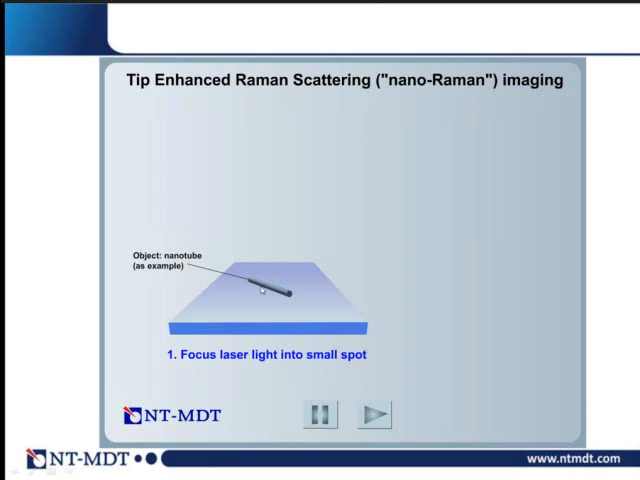 Tip Enhanced Raman Scattering ("nano-Raman") imaging
Object: nanotube
(as example)
1. Focus laser light into small spot
NT-MDT
NT-MDT
www.ntmdt.com